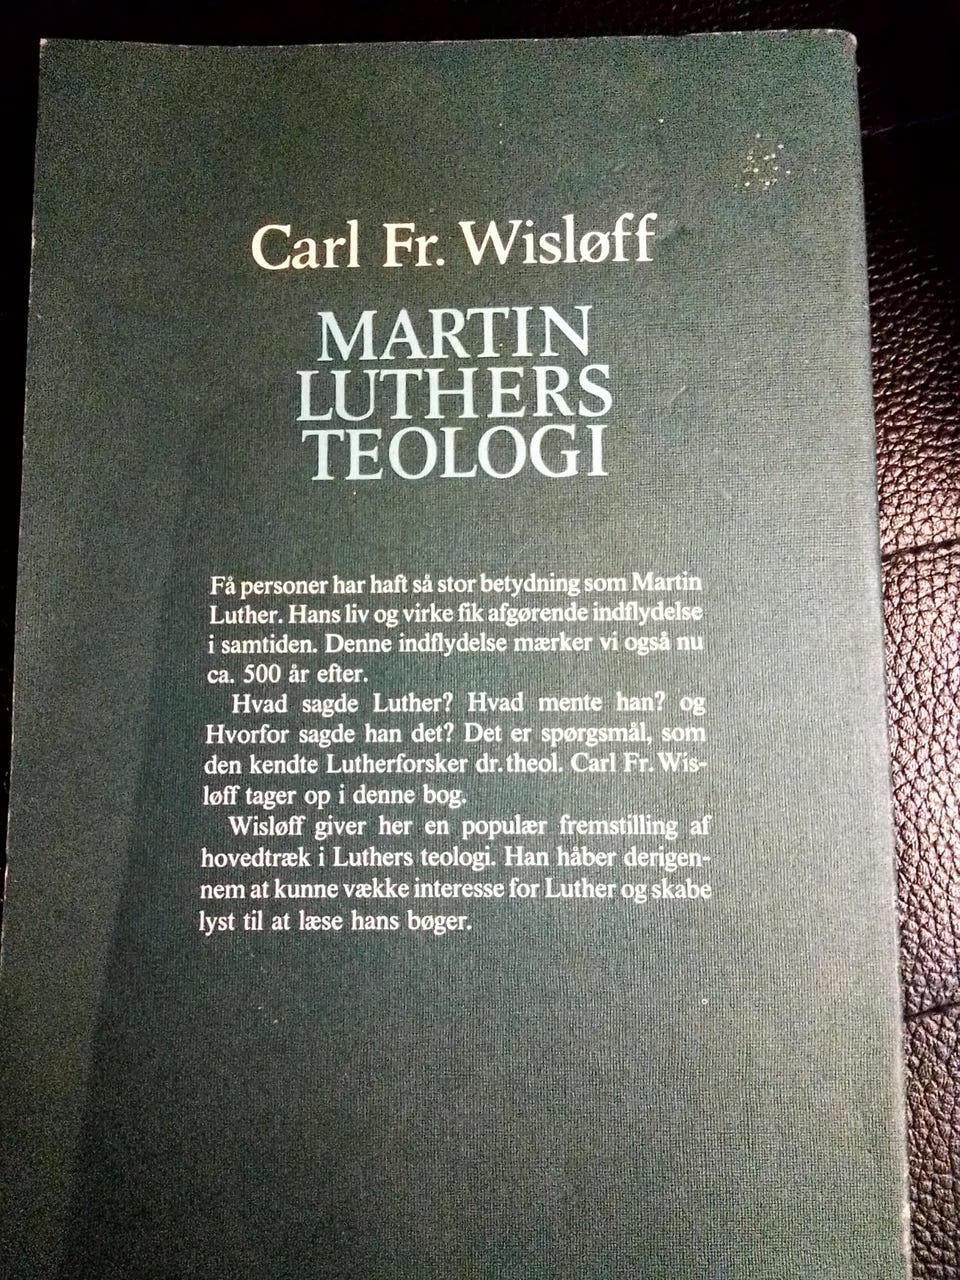 Carl Fr. Wisløff
MARTIN
LUTHERS
TEOLOGI
Få personer har haft så stor betydning som Martin
Luther. Hans liv og virke fik afgørende indflydelse
i samtiden. Denne indflydelse mærker vi også nu
ca. 500 år efter.
Hvad sagde Luther? Hvad mente han? og
Hvorfor sagde han det? Det er spørgsmål, som
den kendte Lutherforsker dr. theol. Carl Fr. Wis-
løff tager op i denne bog.
Wisløff giver her en populær fremstilling af
hovedtræk i Luthers teologi. Han håber derigen-
nem at kunne vække interesse for Luther og skabe
lyst til at læse hans bøger.